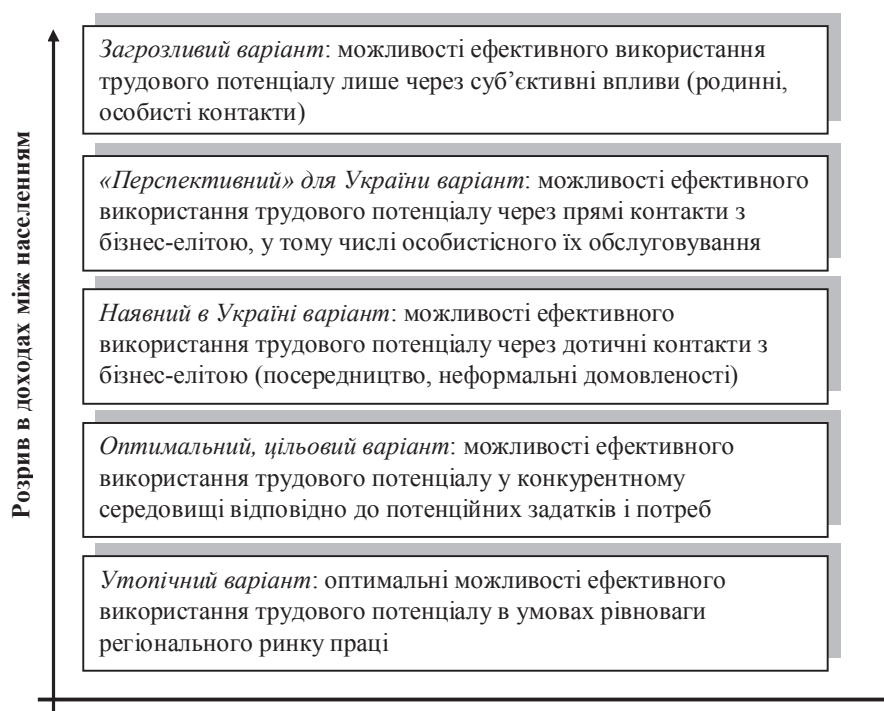 Розрив в доходах між населенням
Загрозливий варіант: можливості ефективного використання
трудового потенціалу лише через суб’єктивні впливи (родинні,
особисті контакти)
«Перспективний» для України варіант: можливості ефективного
використання трудового потенціалу через прямі контакти з
бізнес-елітою, у тому числі особистісного їх обслуговування
Наявний в Україні варіант: можливості ефективного
використання трудового потенціалу через дотичні контакти з
бізнес-елітою (посередництво, неформальні домовленості)
Оптимальний, цільовий варіант: можливості ефективного
використання трудового потенціалу у конкурентному
середовищі відповідно до потенційних задатків і потреб
Утопічний варіант: оптимальні можливості ефективного
використання трудового потенціалу в умовах рівноваги
регіонального ринку праці